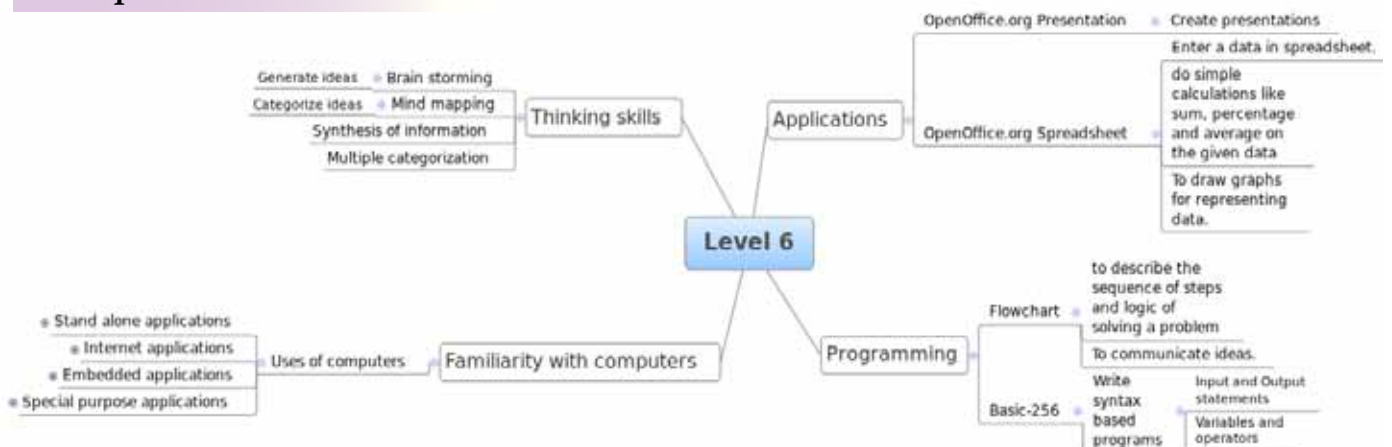 Generate ideas
Brain storming
Categorize ideas
Mind mapping
Synthesis of information
Multiple categorization
Thinking skills
Applications
OpenOffice.org Presentation
Create presentations
OpenOffice.org Spreadsheet
Enter a data in spreadsheet.
do simple
calculations like
sum, percentage
and average on
the given data
To draw graphs
for representing
data.
Level 6
Stand alone applications
Internet applications
Embedded applications
Special purpose applications
Uses of computers
Familiarity with computers
Programming
Flowchart
to describe the
sequence of steps
and logic of
solving a problem
To communicate ideas.
Basic-256
Write
syntax
based
programs
Input and Output
statements
Variables and
operators